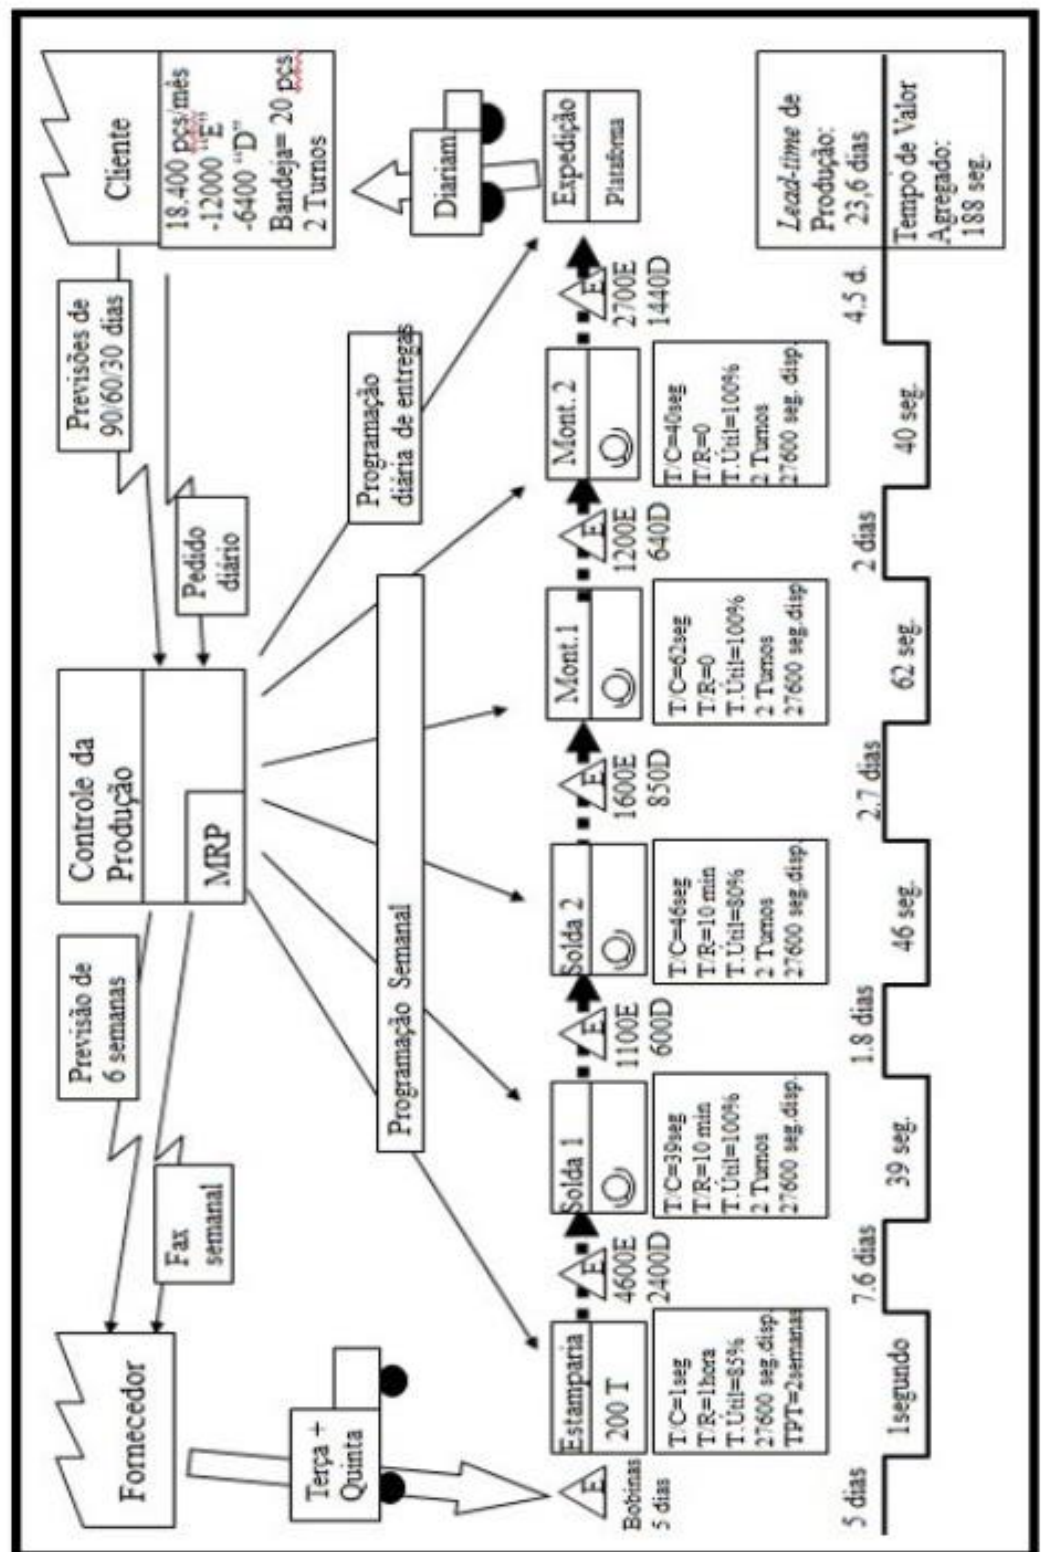 Fornecedor
Previsão de
6 semanas
Fax
semanal
Controle da
Produção
MRP
Previsões de
90/60/30 dias
Pedido
diário
Cliente
18.400 pçs/mês
-12000 "E"
-6400 "D"
Bandeja= 20 pçs
2 Turnos
Terça +
Quinta
Programação Semanal
Programação
diária de entregas
Diariam.
E
Bobinas
5 dias
Estamparia
200 T
T/C=1seg
T/R=1hora
T.Útil=85%
27600 seg.disp.
TPT=2semanas
E
4600E
2400D
Solda 1
T/C=39seg
T/R=10 min
T.Útil=100%
2 Turnos
27600 seg.disp.
E
1100E
600D
Solda 2
T/C=46seg
T/R=10 min
T.Útil=80%
2 Turnos
27600 seg.disp.
E
1600E
850D
Mont.1
T/C=62seg
T/R=0
T.Útil=100%
2 Turnos
27600 seg.disp
E
1200E
640D
Mont. 2
T/C=40seg
T/R=0
T.Útil=100%
2 Turnos
27600 seg. disp.
E
2700E
1440D
Expedição
Plataforma
5 dias
1segundo
7.6 dias
39 seg.
1.8 dias
46 seg.
2.7 dias
62 seg.
2 dias
40 seg.
4.5 d.
Lead-time de
Produção:
23,6 dias
Tempo de Valor
Agregado:
188 seg.